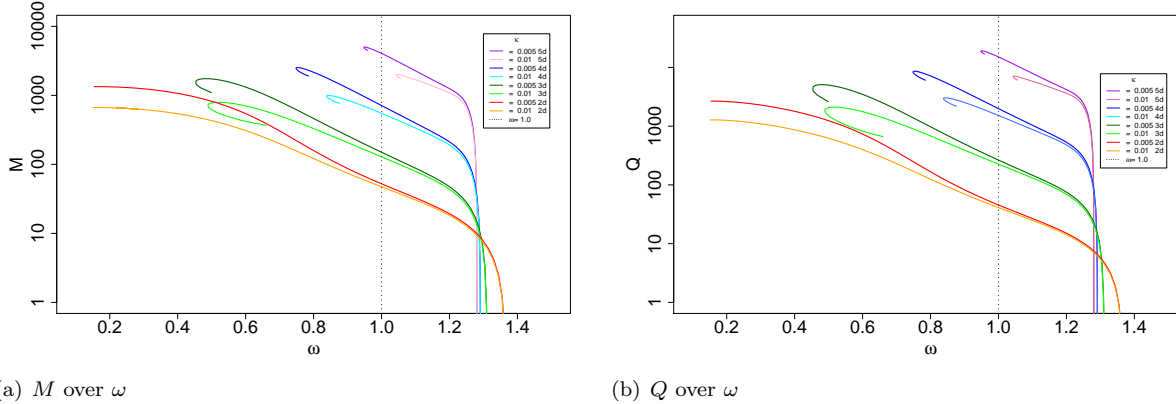 M
10000
1000
100
10
1
0.2 0.4 0.6 0.8 1.0 1.2 1.4
ω
κ
= 0.005 5d
= 0.01 5d
= 0.005 4d
= 0.01 4d
= 0.005 3d
= 0.01 3d
= 0.005 2d
= 0.01 2d
ω= 1.0
(a) M over ω
Q
1000
100
10
1
0.2 0.4 0.6 0.8 1.0 1.2 1.4
ω
κ
= 0.005 5d
= 0.01 5d
= 0.005 4d
= 0.01 4d
= 0.005 3d
= 0.01 3d
= 0.005 2d
= 0.01 2d
ω= 1.0
(b) Q over ω